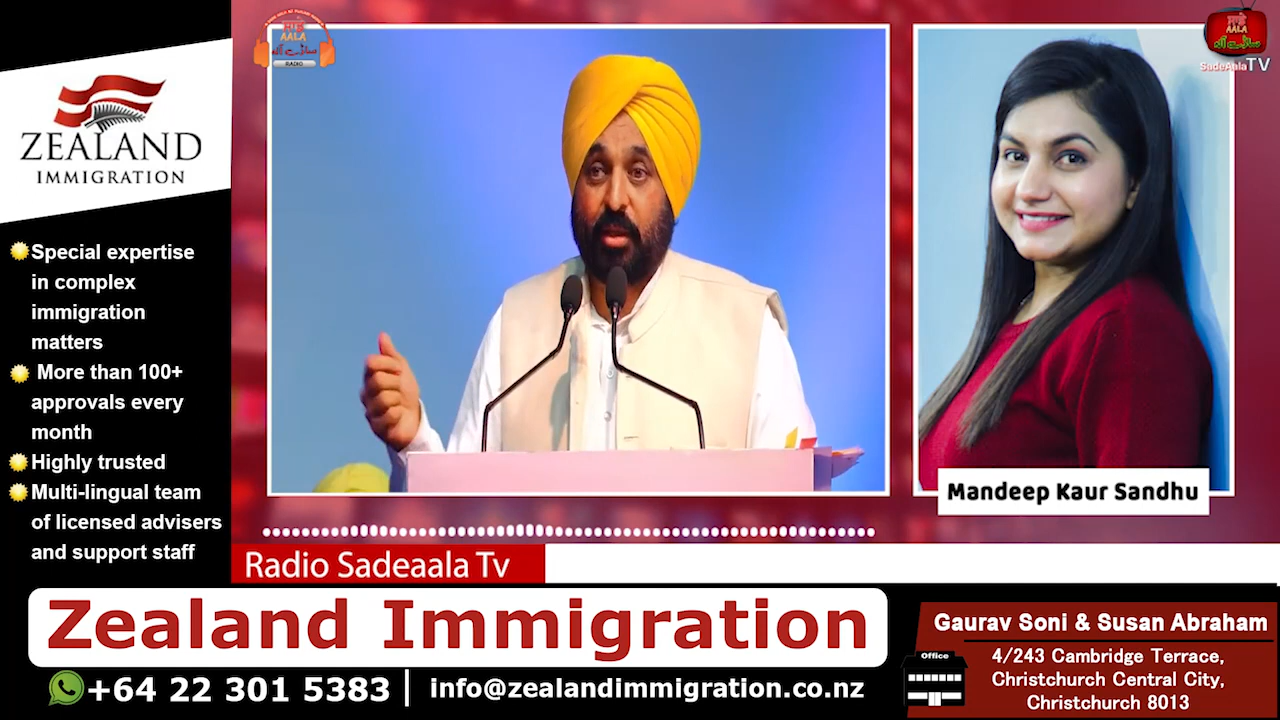 ZEALAND
IMMIGRATION
Special expertise
in complex
immigration
matters
More than 100+
approvals every
month
Highly trusted
Multi-lingual team
of licensed advisers
and support staff
AALA
RADIO
AALA
SadeAala TV
Mandeep Kaur Sandhu
Radio Sadeaala Tv
Zealand Immigration
+64 22 301 5383 | info@zealandimmigration.co.nz
Gaurav Soni & Susan Abraham
Office
4/243 Cambridge Terrace,
Christchurch Central City,
Christchurch 8013